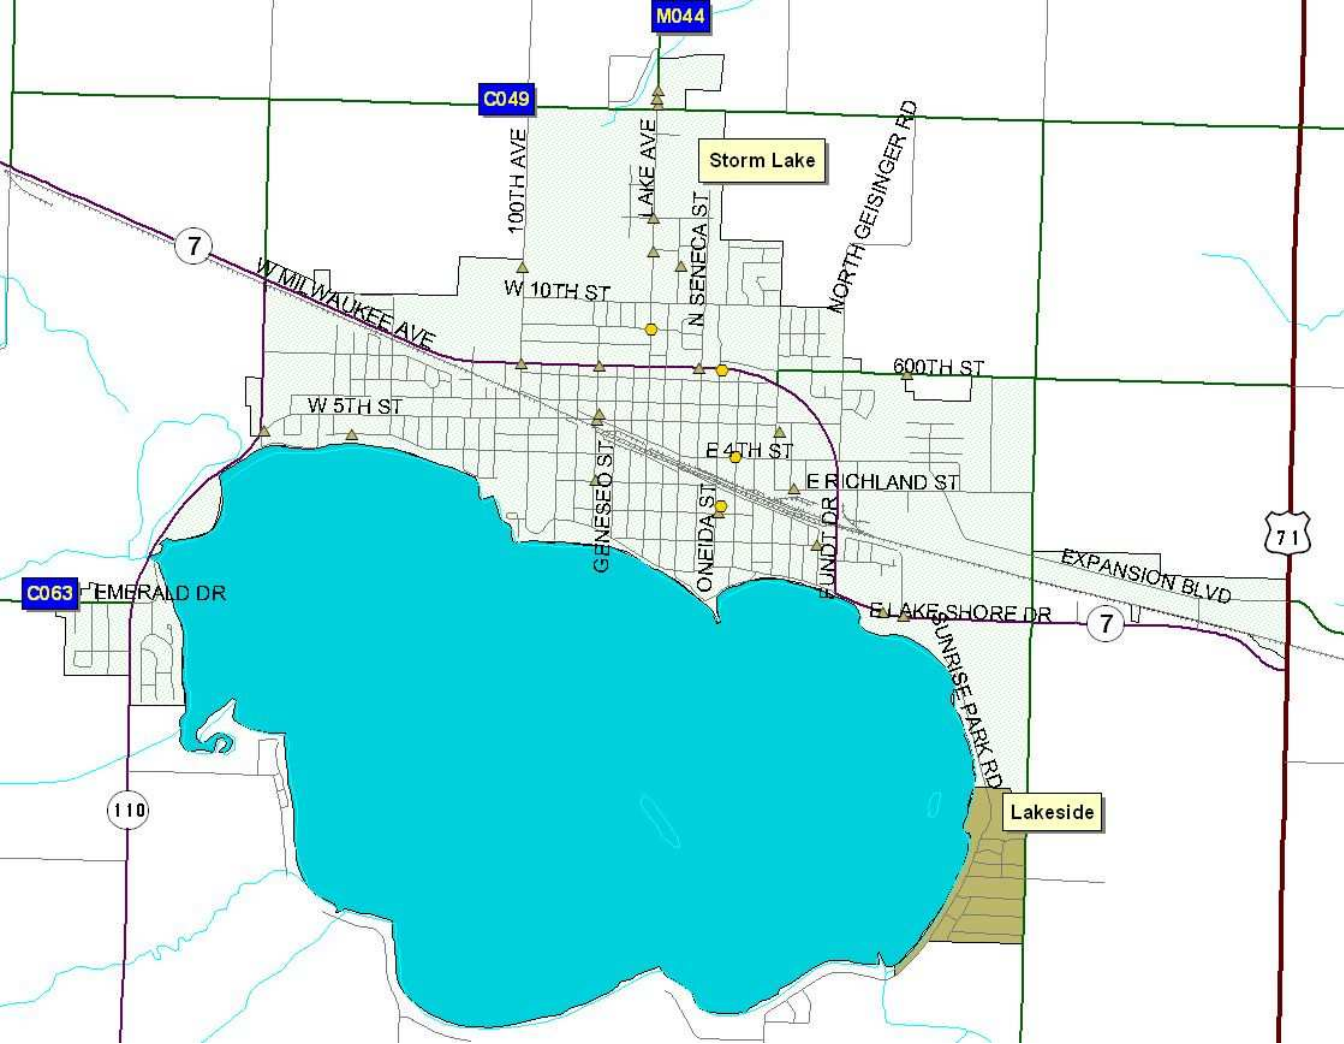 M044
C049
Storm Lake
100TH AVE
LAKE AVE
N SENECA ST
NORTH GEISINGER RD
7
W MILWAUKEE AVE
W 10TH ST
600TH ST
W 5TH ST
E 4TH ST
E RICHLAND ST
GENESEO ST
ONEIDA ST
71
EXPANSION BLVD
C063
EMERALD DR
E LAKE SHORE DR
7
SUNRISE PARK RD
110
Lakeside